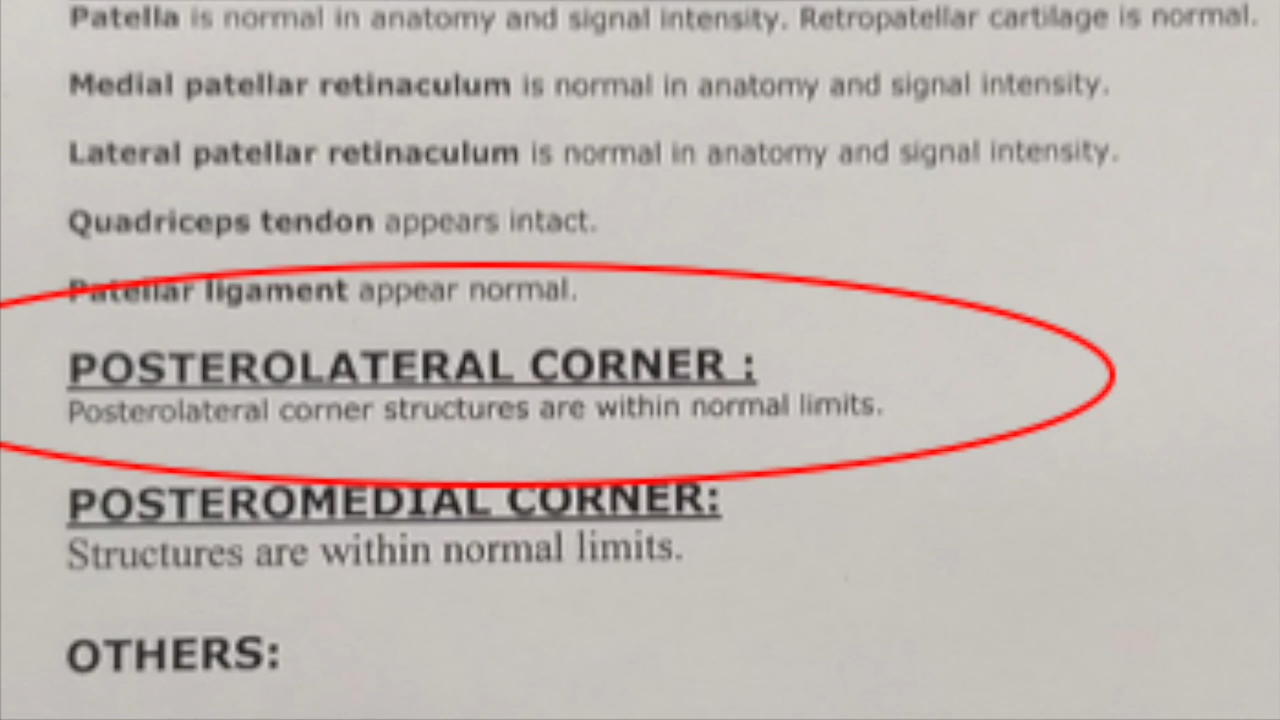 Patella is normal in anatomy and signal intensity. Retropatellar cartilage is normal.
Medial patellar retinaculum is normal in anatomy and signal intensity.
Lateral patellar retinaculum is normal in anatomy and signal intensity.
Quadriceps tendon appears intact.
Patellar ligament appear normal.
POSTEROLATERAL CORNER :
Posterolateral corner structures are within normal limits.
POSTEROMEDIAL CORNER:
Structures are within normal limits.
OTHERS: